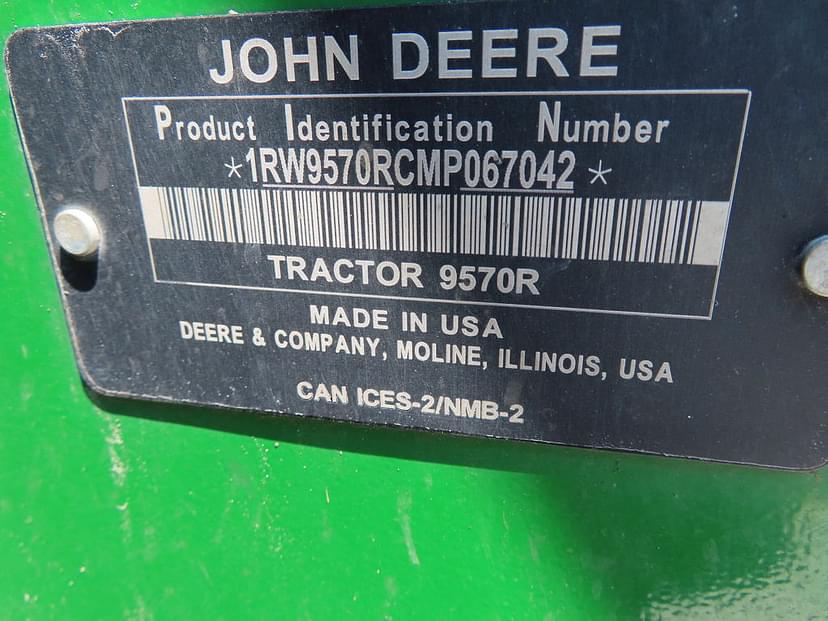 JOHN DEERE
Product Identification Number
*1RW9570RCMP067042*
TRACTOR 9570R
MADE IN USA
DEERE & COMPANY, MOLINE, ILLINOIS, USA
CAN ICES-2/NMB-2